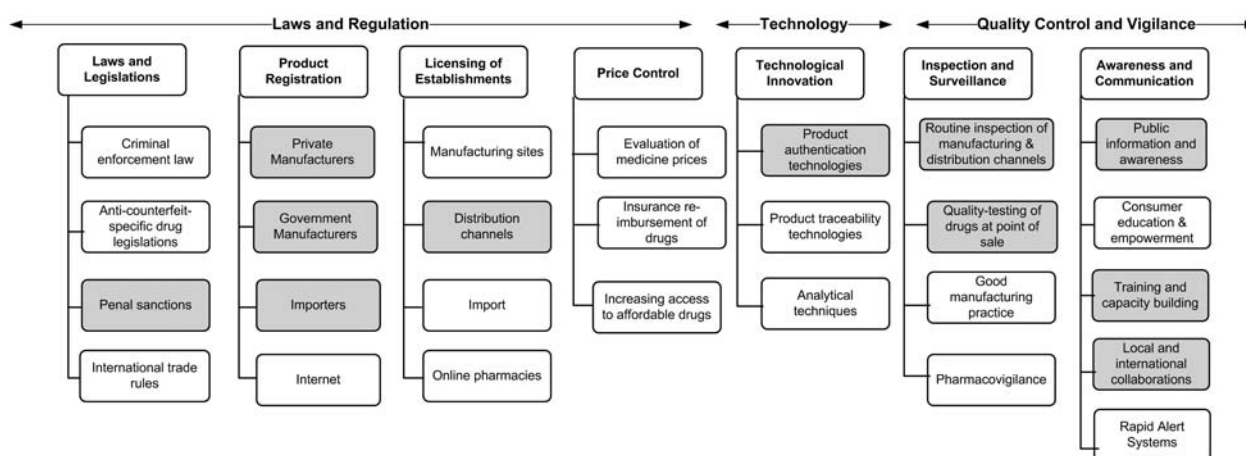 Laws and Regulation
Technology
Quality Control and Vigilance
Laws and
Legislations
Criminal
enforcement law
Anti-counterfeit-
specific drug
legislations
Penal sanctions
International trade
rules
Product
Registration
Private
Manufacturers
Government
Manufacturers
Importers
Internet
Licensing of
Establishments
Manufacturing sites
Distribution
channels
Import
Online pharmacies
Price Control
Evaluation of
medicine prices
Insurance re-
imbursement of
drugs
Increasing access
to affordable drugs
Technological
Innovation
Product
authentication
technologies
Product traceability
technologies
Analytical
techniques
Inspection and
Surveillance
Routine inspection of
manufacturing &
distribution channels
Quality-testing of
drugs at point of
sale
Good
manufacturing
practice
Pharmacovigilance
Awareness and
Communication
Public
information and
awareness
Consumer
education &
empowerment
Training and
capacity building
Local and
international
collaborations
Rapid Alert
Systems